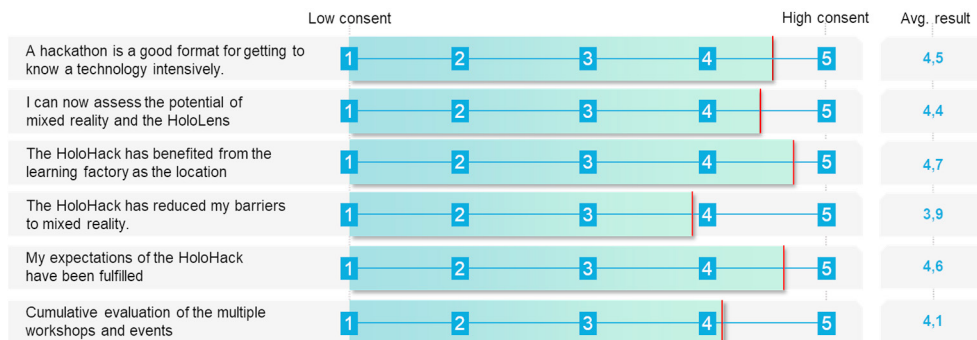 Low consent High consent Avg. result
A hackathon is a good format for getting to
know a technology intensively.
1 2 3 4 5 4,5
I can now assess the potential of
mixed reality and the HoloLens
1 2 3 4 5 4,4
The HoloHack has benefited from the
learning factory as the location
1 2 3 4 5 4,7
The HoloHack has reduced my barriers
to mixed reality.
1 2 3 4 5 3,9
My expectations of the HoloHack
have been fulfilled
1 2 3 4 5 4,6
Cumulative evaluation of the multiple
workshops and events
1 2 3 4 5 4,1